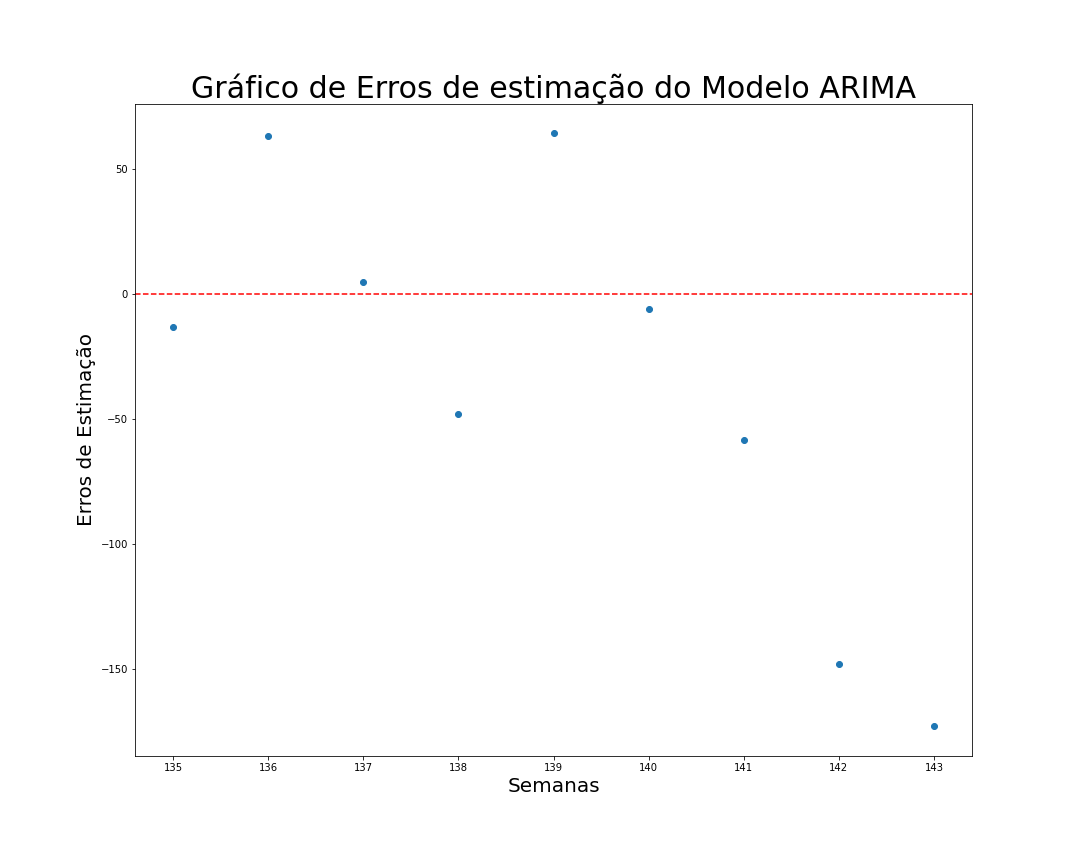 Gráfico de Erros de estimação do Modelo ARIMA
50
0
−50
−100
−150
Erros de Estimação
135 136 137 138 139 140 141 142 143
Semanas